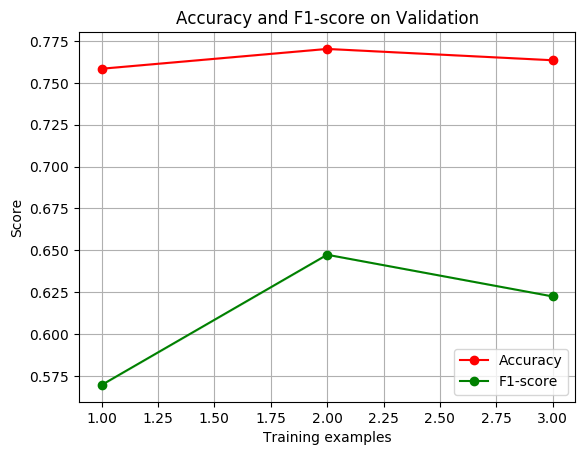 Accuracy and F1-score on Validation
Score
0.775
0.750
0.725
0.700
0.675
0.650
0.625
0.600
0.575
Accuracy
F1-score
1.00 1.25 1.50 1.75 2.00 2.25 2.50 2.75 3.00
Training examples